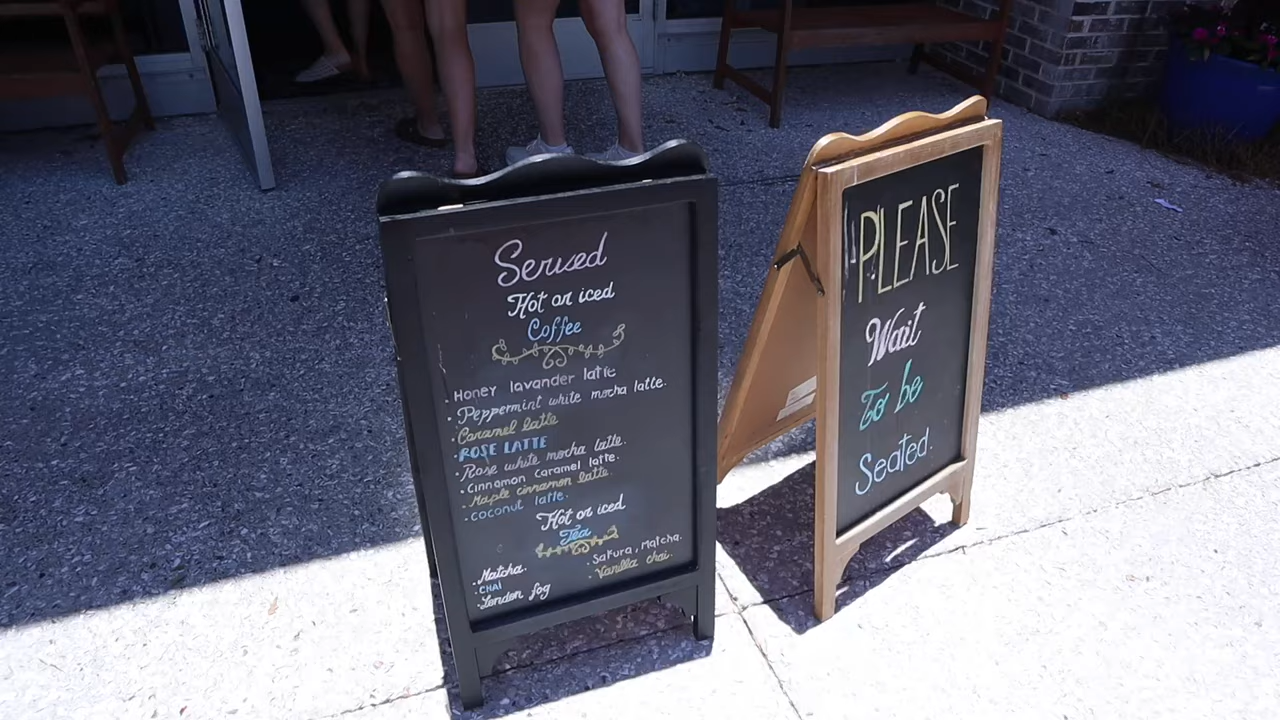 Served
Hot or iced
Coffee
· Honey lavander latte
· Peppermint white mocha latte.
· Caramel latte
· ROSE LATTE
· Rose white mocha latte.
· Cinnamon caramel latte.
· Maple cinnamon latte.
· coconut latte.
Hot or iced
Tea
· Matcha.
· CHAI
· London fog
· Sakura, Matcha.
· Vanilla chai.
PLEASE
Wait
To be
Seated.